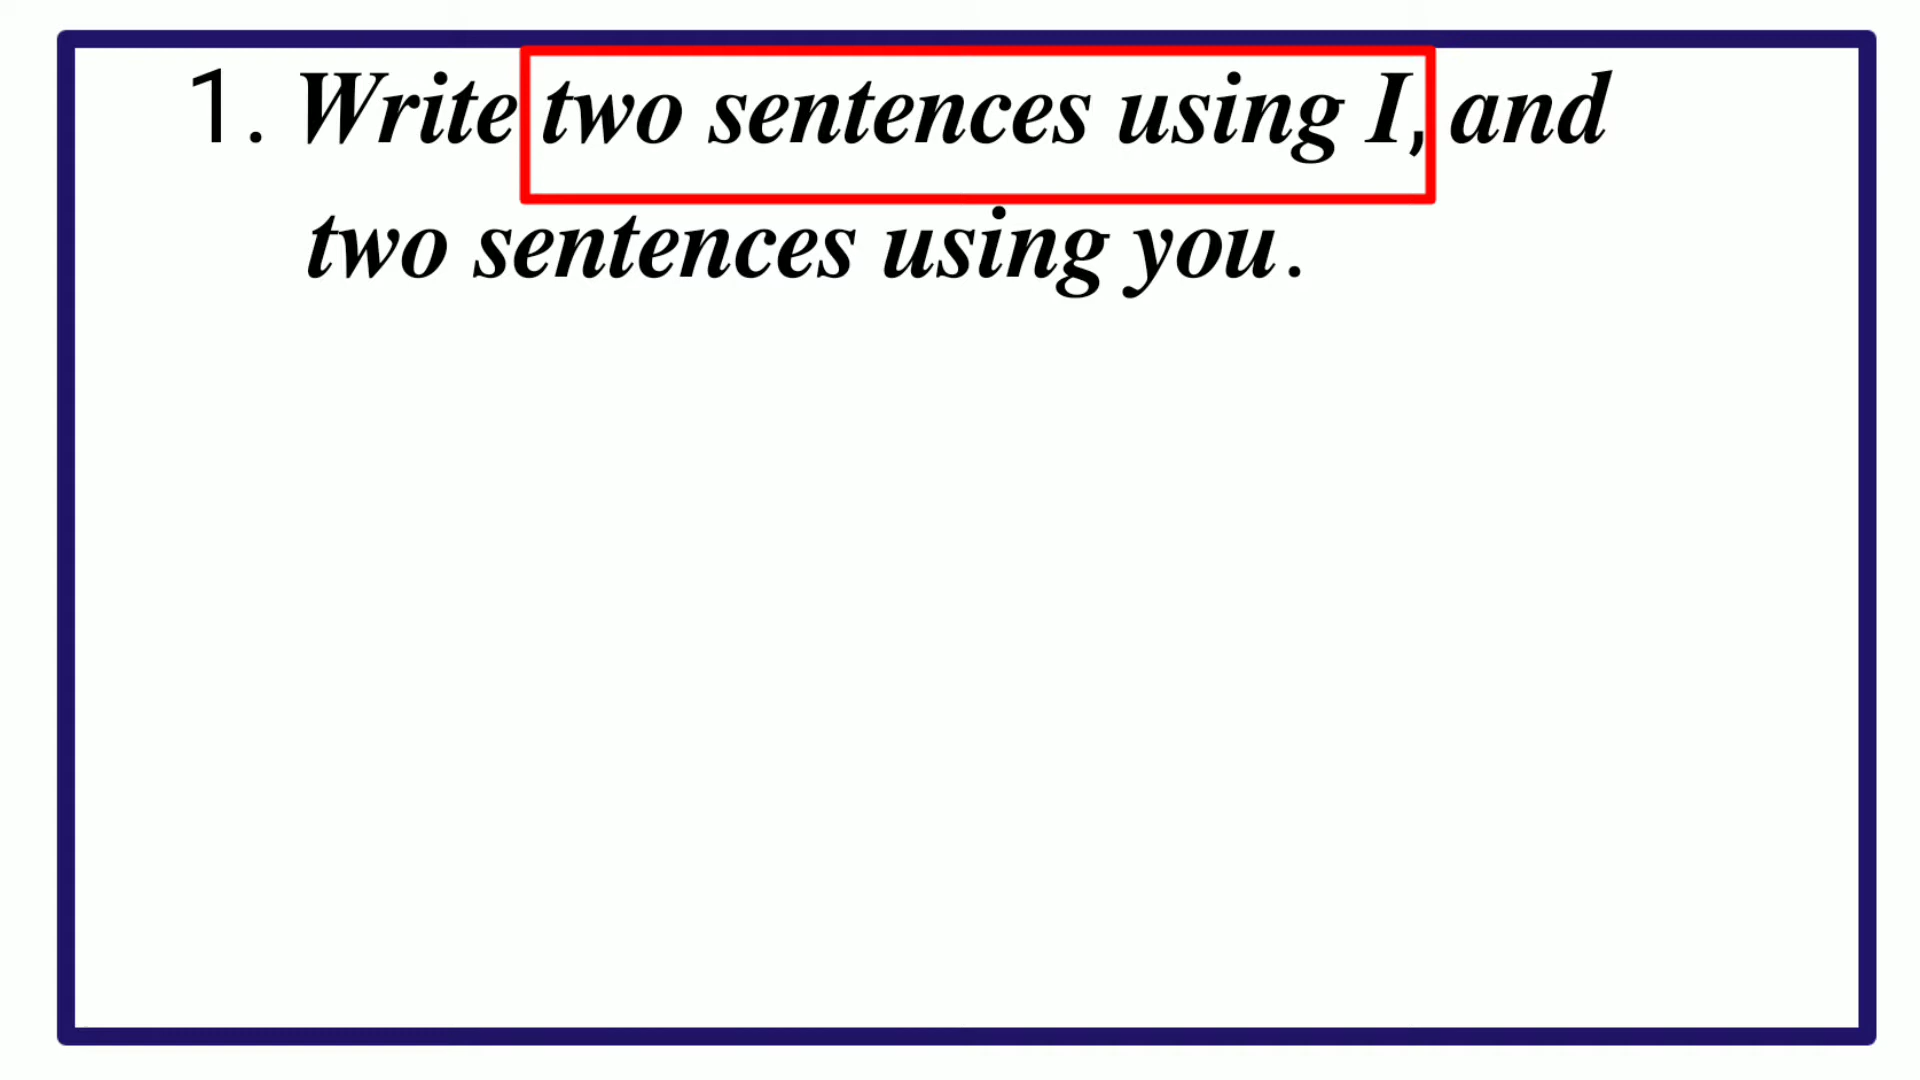 1. Write two sentences using I, and
two sentences using you.